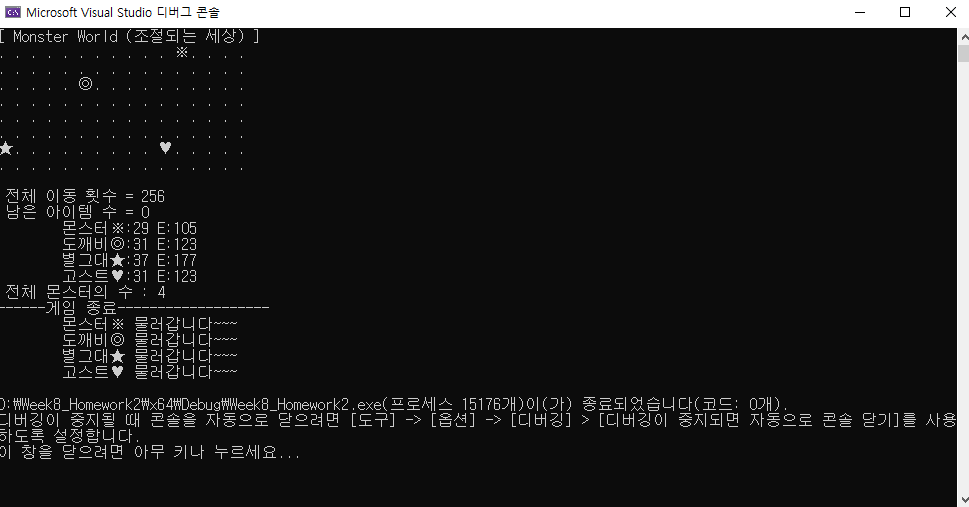 Microsoft Visual Studio 디버그 콘솔
[ Monster World (조절되는 세상) ]
. . . . . . . . . . . ※. . . .
. . . . . . . . . . . . . . . .
. . . . . ◎. . . . . . . . . .
. . . . . . . . . . . . . . . .
. . . . . . . . . . . . . . . .
. . . . . . . . . . . . . . . .
★. . . . . . . . . ♥. . . . .
. . . . . . . . . . . . . . . .
전체 이동 횟수 = 256
남은 아이템 수 = 0
몬스터※:29 E:105
도깨비◎:31 E:123
별그대★:37 E:177
고스트♥:31 E:123
전체 몬스터의 수 : 4
------게임 종료-------------------
몬스터※ 물러갑니다~~~
도깨비◎ 물러갑니다~~~
별그대★ 물러갑니다~~~
고스트♥ 물러갑니다~~~
D:₩Week8_Homework2₩x64₩Debug₩Week8_Homework2.exe(프로세스 15176개)이(가) 종료되었습니다(코드: 0개).
디버깅이 중지될 때 콘솔을 자동으로 닫으려면 [도구] -> [옵션] -> [디버깅] > [디버깅이 중지되면 자동으로 콘솔 닫기]를 사용
하도록 설정합니다.
이 창을 닫으려면 아무 키나 누르세요...